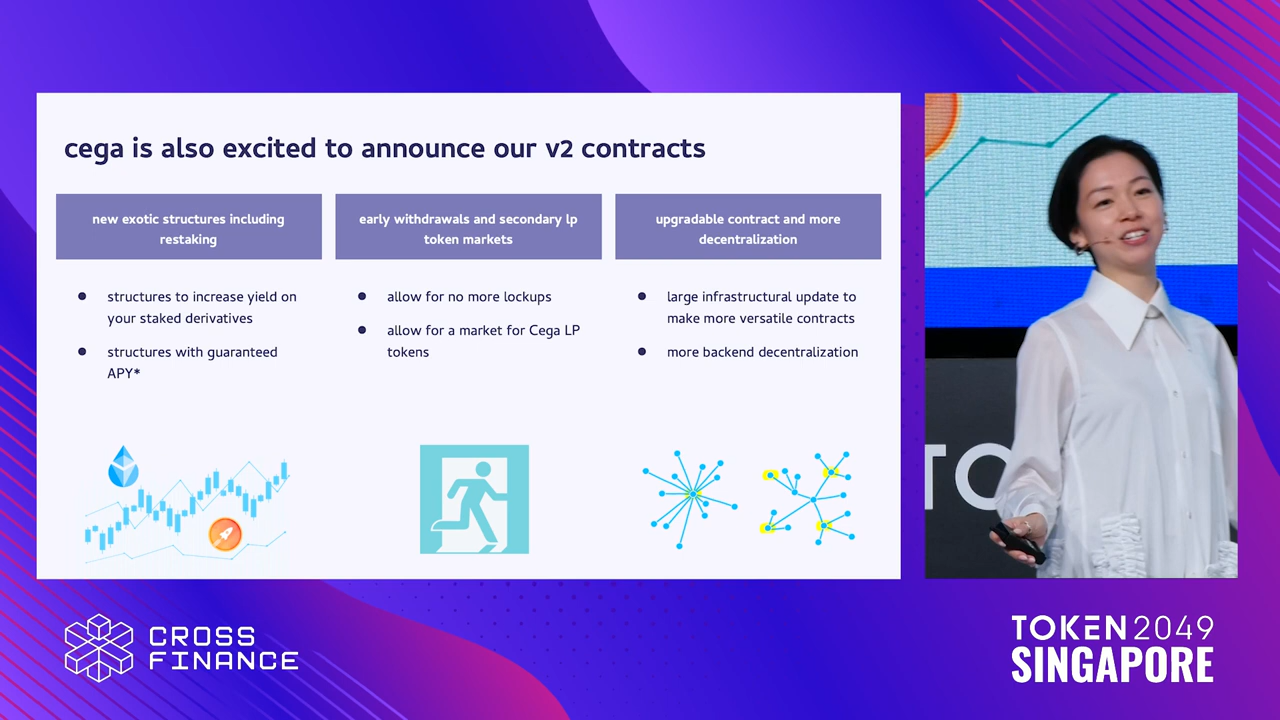 cega is also excited to announce our v2 contracts
new exotic structures including
restaking
early withdrawals and secondary lp
token markets
upgradable contract and more
decentralization
● structures to increase yield on
your staked derivatives
● structures with guaranteed
APY*
● allow for no more lockups
● allow for a market for Cega LP
tokens
● large infrastructural update to
make more versatile contracts
● more backend decentralization
TO
CROSS
FINANCE
TOKEN2049
SINGAPORE